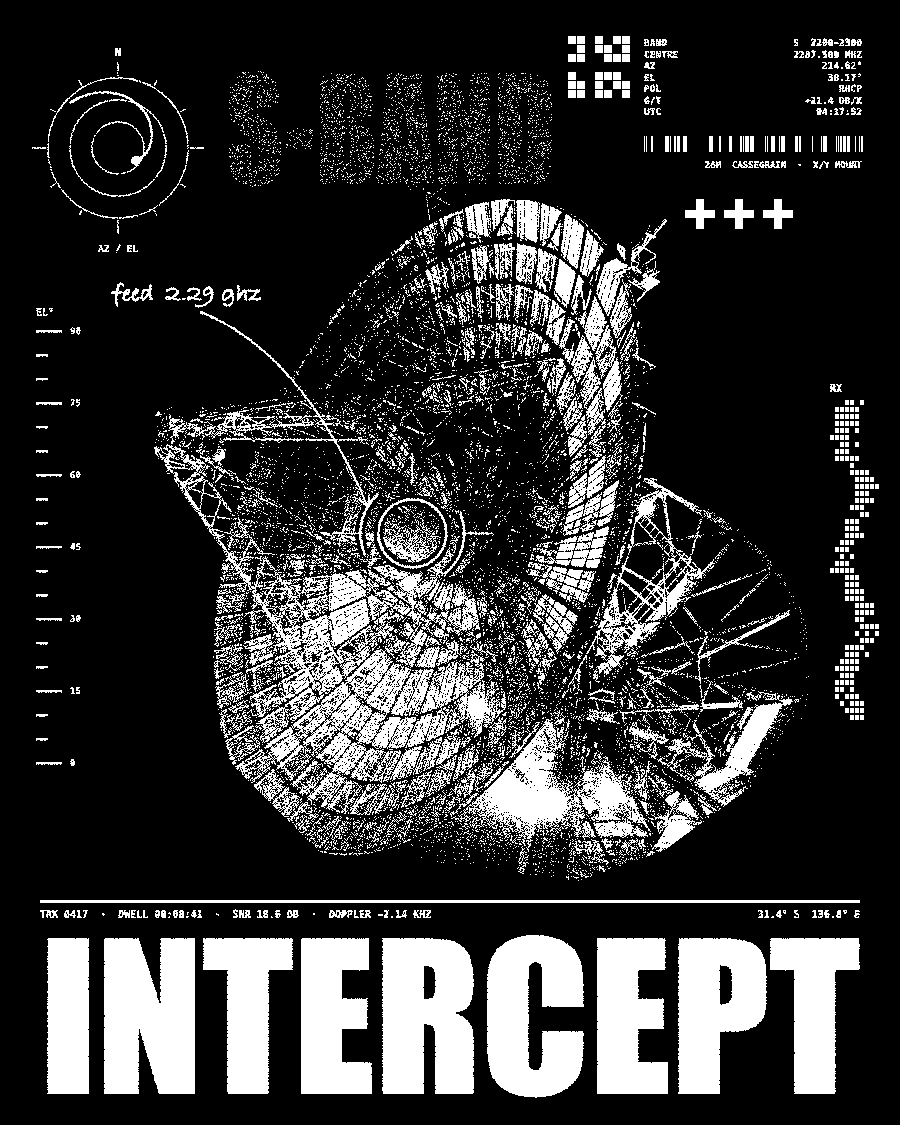 N
AZ / EL
S-BAND
BAND S 2200-2300
CENTRE 2287.500 MHZ
AZ 214.62°
EL 38.17°
POL RHCP
G/T +21.4 DB/K
UTC 04:17:52
26M CASSEGRAIN · X/Y MOUNT
feed 2.29 ghz
EL°
90
75
60
45
30
15
0
RX
TRK 0417 · DWELL 00:08:41 · SNR 18.6 DB · DOPPLER -2.14 KHZ
31.4° S 136.8° E
INTERCEPT